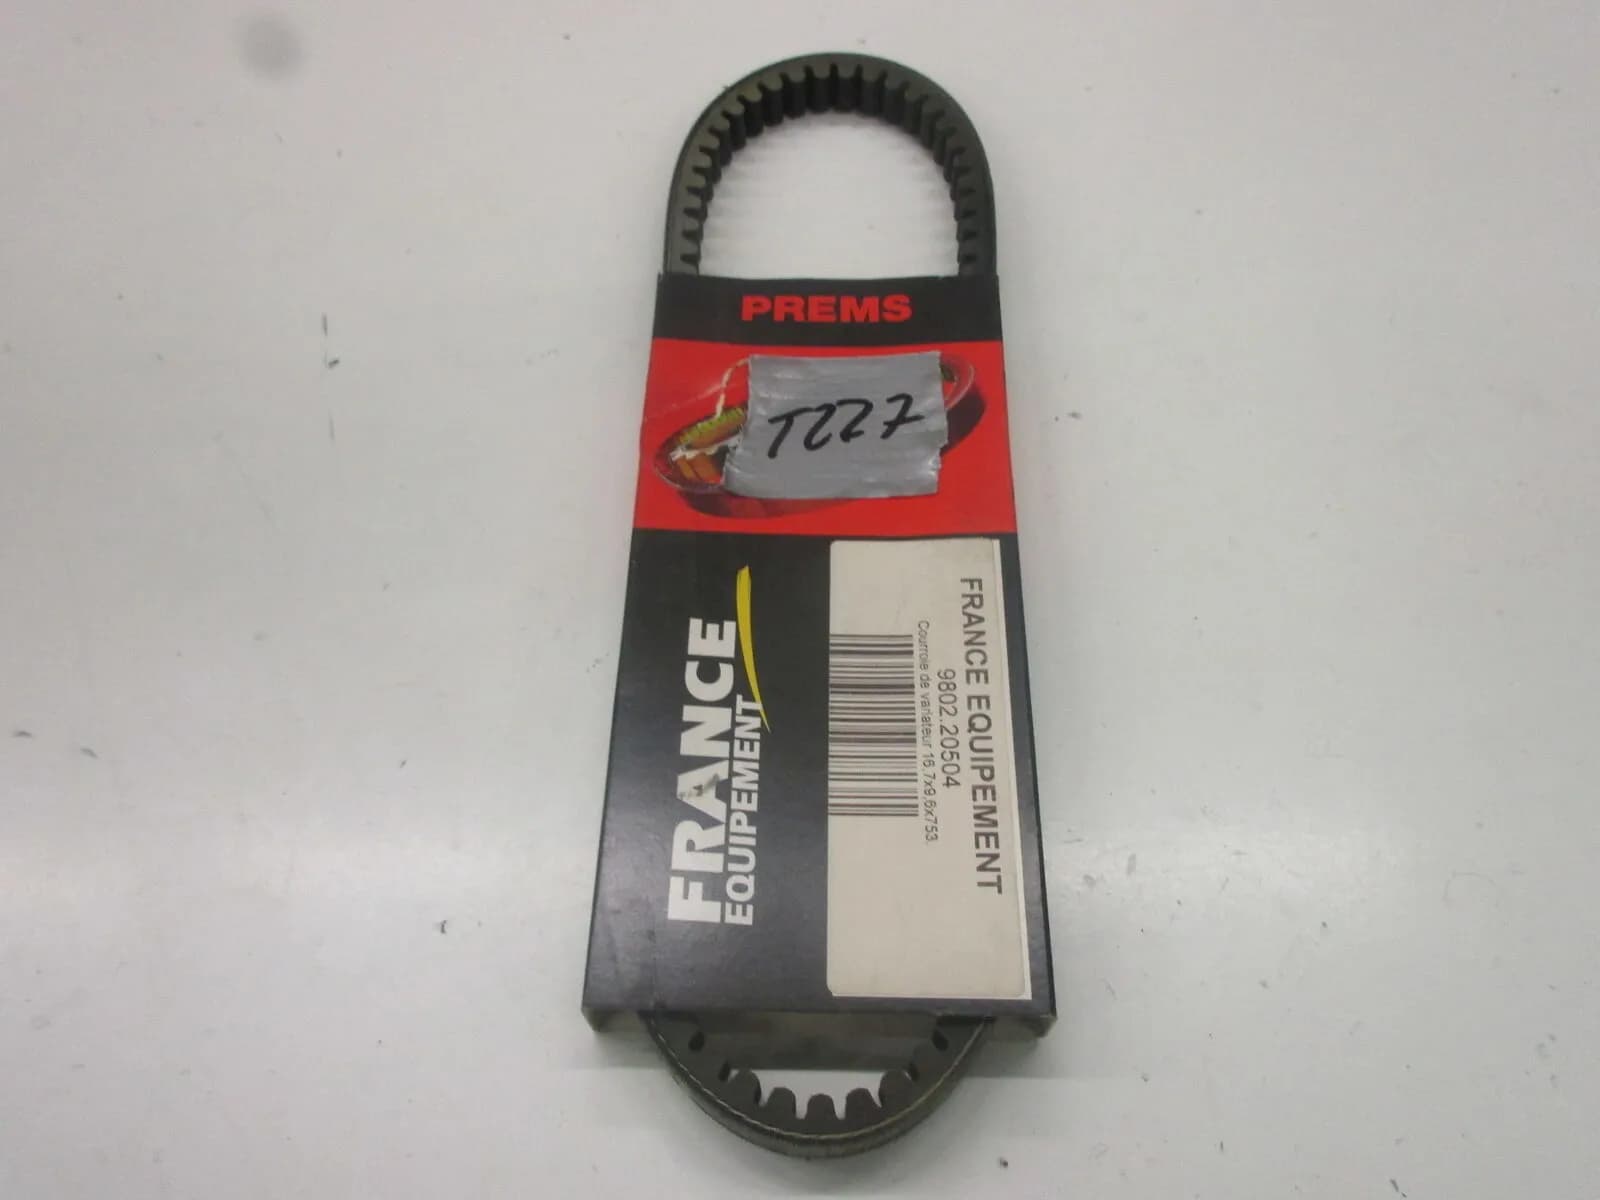 PREMS
T227
FRANCE
EQUIPEMENT
FRANCE EQUIPEMENT
9802.20504
Courroie de variateur 16,7x9,6x753.